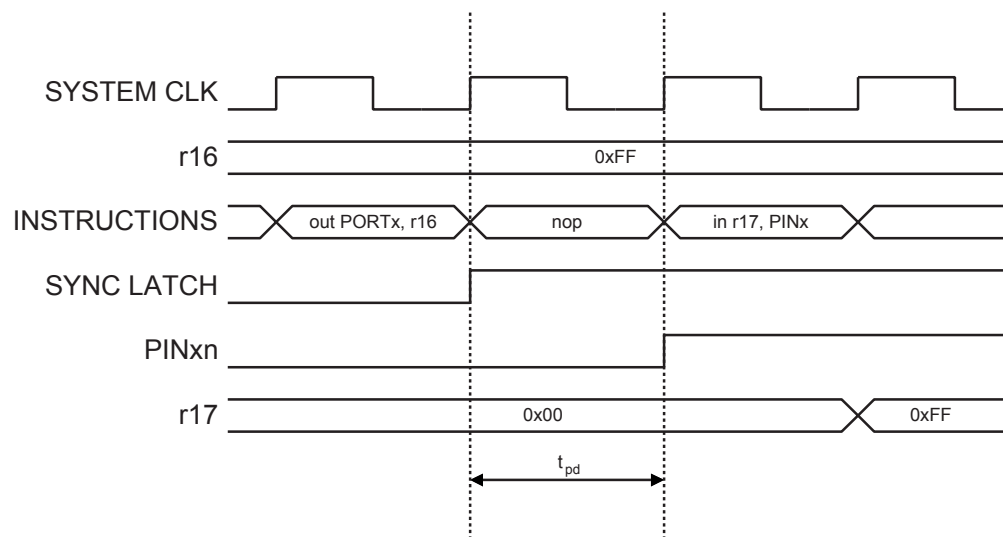 SYSTEM CLK
r16 0xFF
INSTRUCTIONS out PORTx, r16 nop in r17, PINx
SYNC LATCH
PINxn
r17 0x00 0xFF
tpd